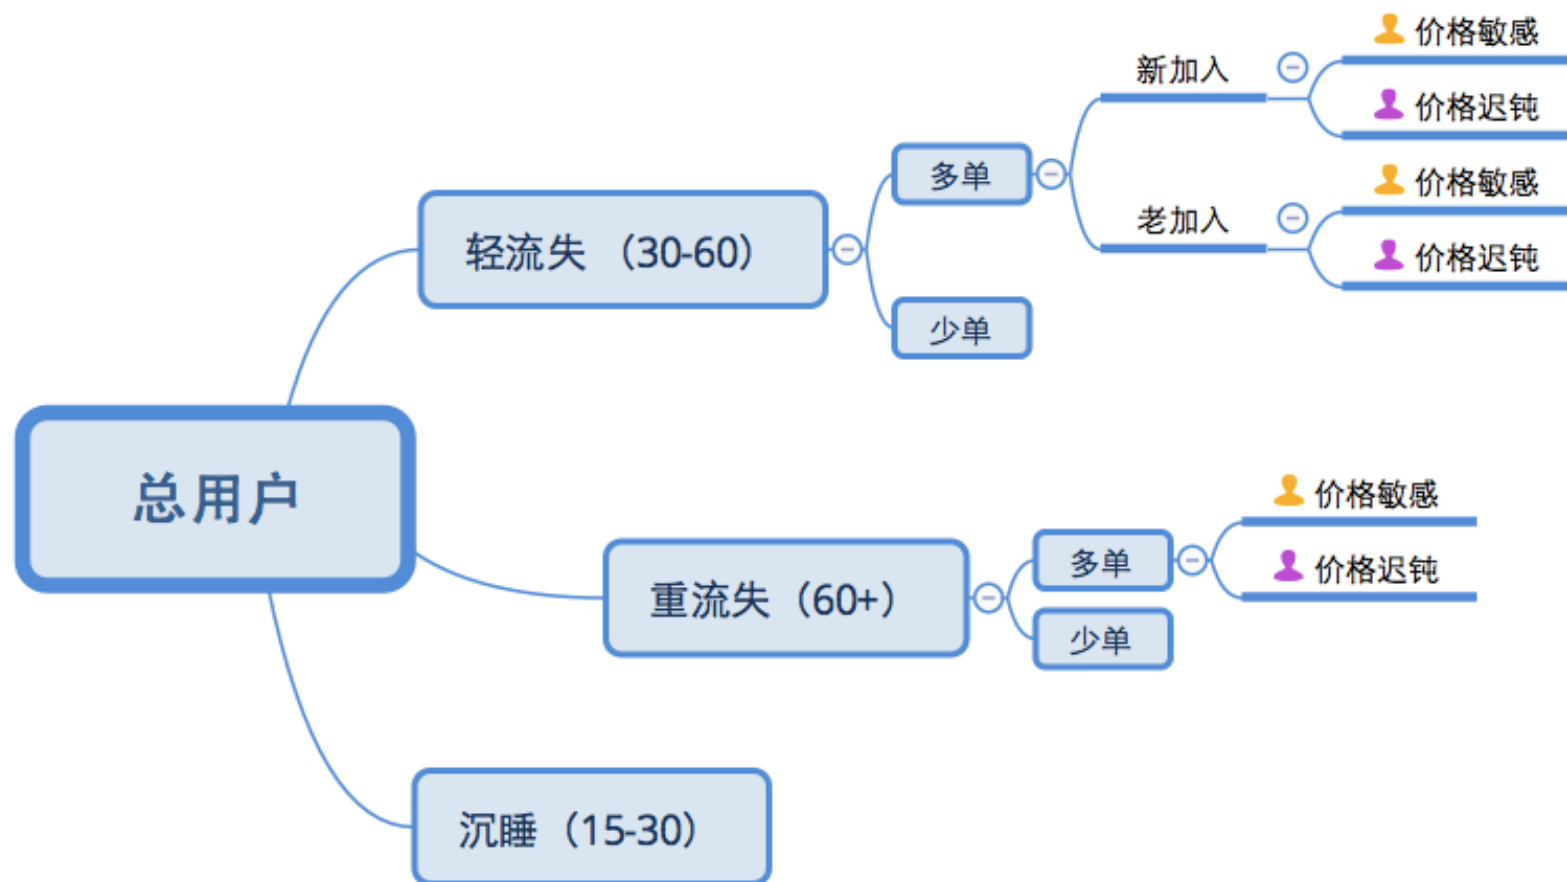 价格敏感
新加入
价格迟钝
多单
价格敏感
老加入
轻流失 （30-60）
价格迟钝
少单
总用户
价格敏感
多单
价格迟钝
重流失（60+）
少单
沉睡（15-30）